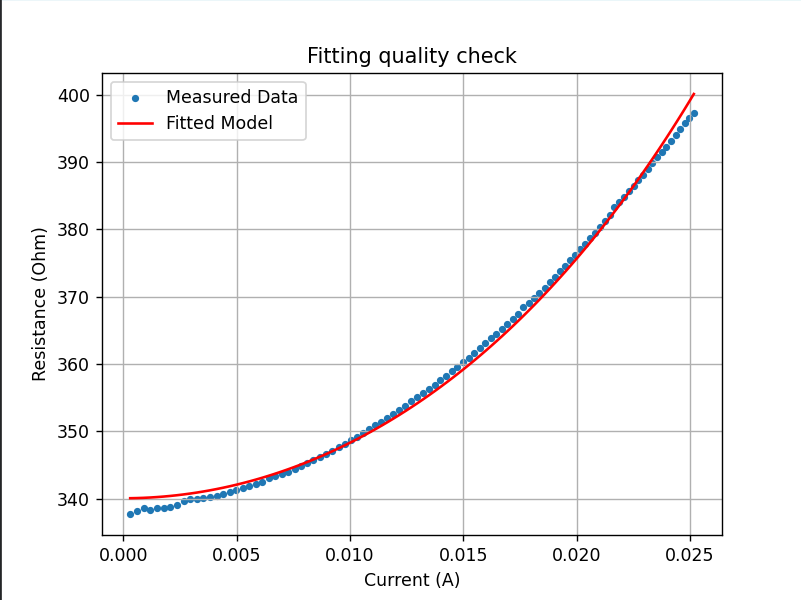 Fitting quality check
Measured Data
Fitted Model
400
390
380
370
360
350
340
Resistance (Ohm)
0.000 0.005 0.010 0.015 0.020 0.025
Current (A)